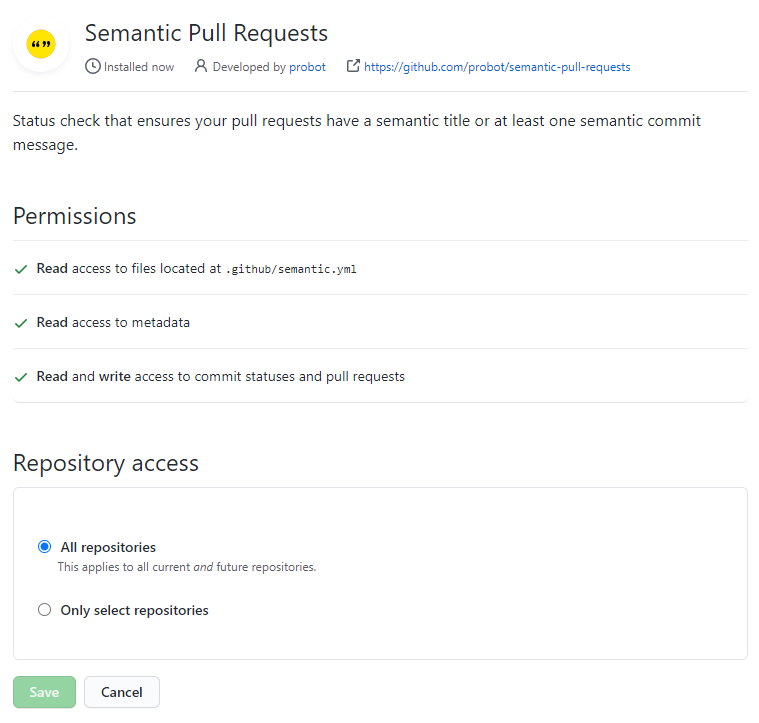 Semantic Pull Requests
Installed now Developed by probot https://github.com/probot/semantic-pull-requests
Status check that ensures your pull requests have a semantic title or at least one semantic commit
message.
Permissions
Read access to files located at .github/semantic.yml
Read access to metadata
Read and write access to commit statuses and pull requests
Repository access
All repositories
This applies to all current and future repositories.
Only select repositories
Save Cancel